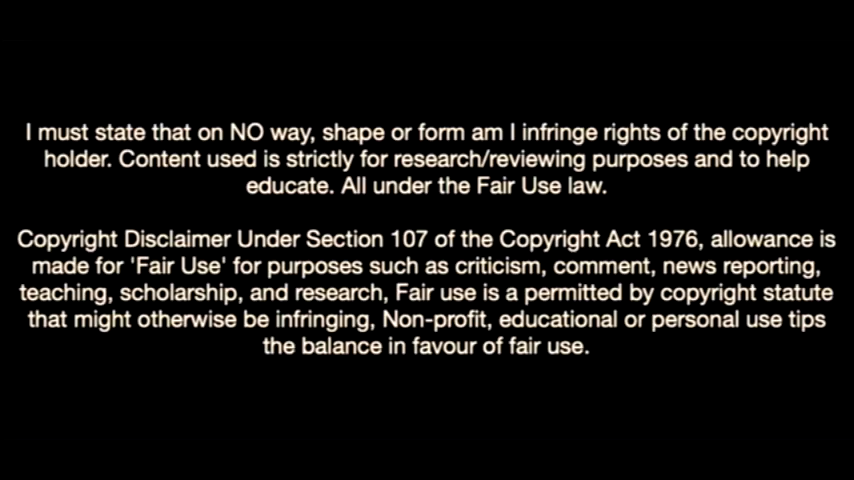 I must state that on NO way, shape or form am I infringe rights of the copyright
holder. Content used is strictly for research/reviewing purposes and to help
educate. All under the Fair Use law.
Copyright Disclaimer Under Section 107 of the Copyright Act 1976, allowance is
made for 'Fair Use' for purposes such as criticism, comment, news reporting,
teaching, scholarship, and research, Fair use is a permitted by copyright statute
that might otherwise be infringing, Non-profit, educational or personal use tips
the balance in favour of fair use.